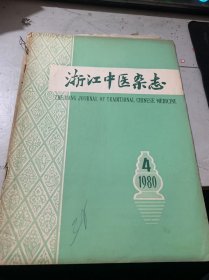 浙江中医杂志
ZHEJIANG JOURNAL OF TRADITIONAL CHINESE MEDICINE
4
1980